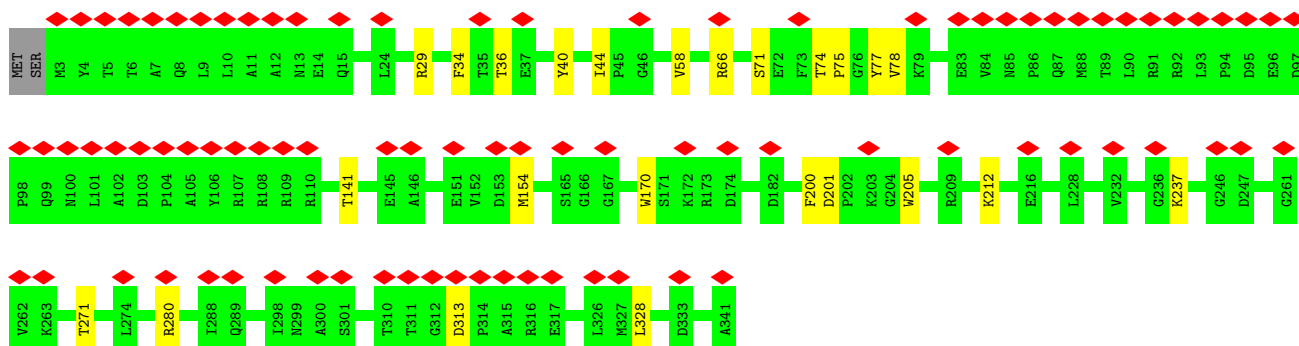 MET SER M3 Y4 T5 T6 A7 Q8 L9 L10 A11 A12 N13 E14 Q15 L24 R29 F34 T35 T36 E37 Y40 I44 P45 G46 V58 R66 S71 E72 F73 T74 P75 G76 Y77 V78 K79 E83 V84 N85 P86 Q87 M88 T89 L90 R91 R92 L93 P94 D95 E96 D97
P98 Q99 N100 L101 A102 D103 P104 A105 Y106 R107 R108 R109 R110 T141 E145 A146 E151 V152 D153 M154 S165 G166 G167 W170 S171 K172 R173 D174 D182 F200 D201 P202 K203 G204 W205 R209 K212 E216 L228 V232 G236 K237 G246 D247 G261
V262 K263 T271 L274 R280 I288 Q289 I298 N299 A300 S301 T310 T311 G312 D313 P314 A315 R316 E317 L326 M327 L328 D333 A341